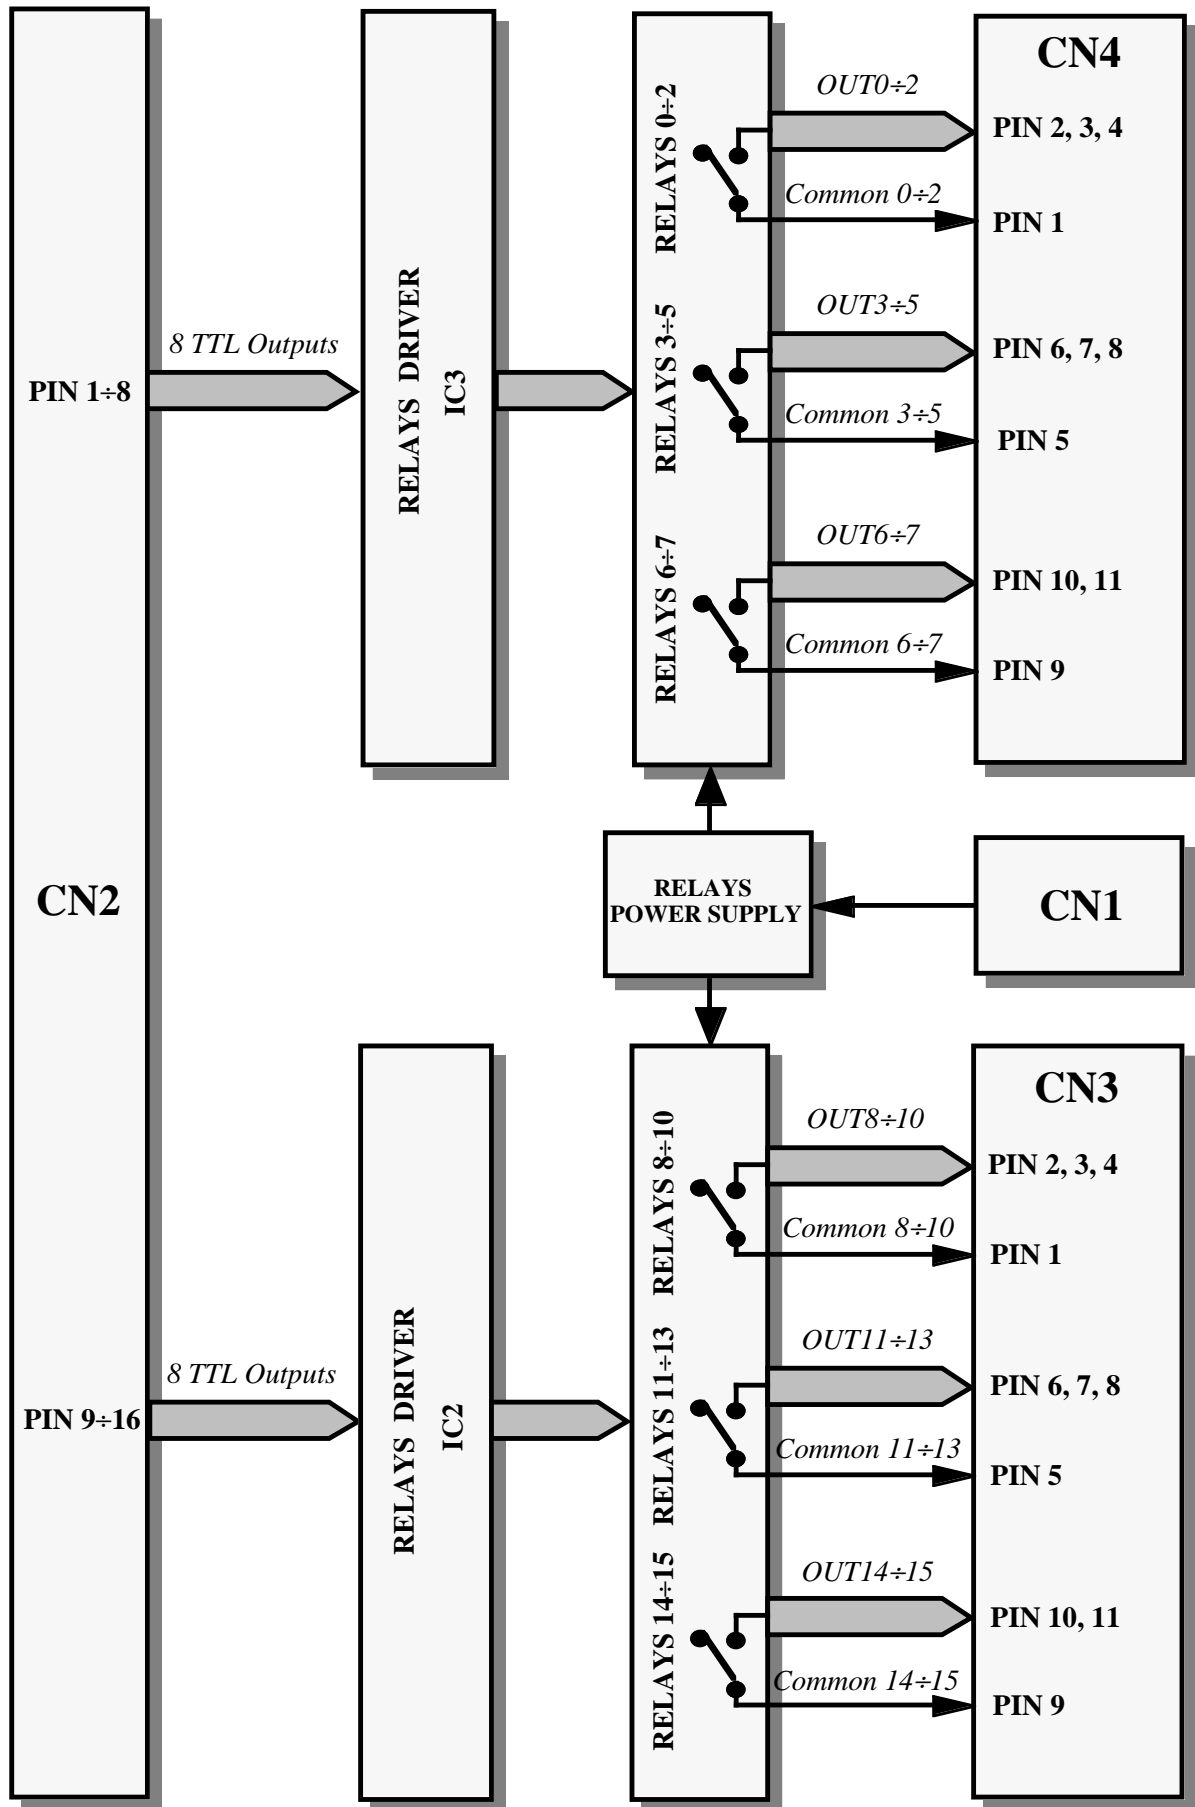 CN2
PIN 1÷8
8 TTL Outputs
RELAYS DRIVER
IC3
RELAYS 0÷2
RELAYS 3÷5
RELAYS 6÷7
OUT0÷2
Common 0÷2
OUT3÷5
Common 3÷5
OUT6÷7
Common 6÷7
CN4
PIN 2, 3, 4
PIN 1
PIN 6, 7, 8
PIN 5
PIN 10, 11
PIN 9
RELAYS
POWER SUPPLY
CN1
PIN 9÷16
8 TTL Outputs
RELAYS DRIVER
IC2
RELAYS 8÷10
RELAYS 11÷13
RELAYS 14÷15
OUT8÷10
Common 8÷10
OUT11÷13
Common 11÷13
OUT14÷15
Common 14÷15
CN3
PIN 2, 3, 4
PIN 1
PIN 6, 7, 8
PIN 5
PIN 10, 11
PIN 9